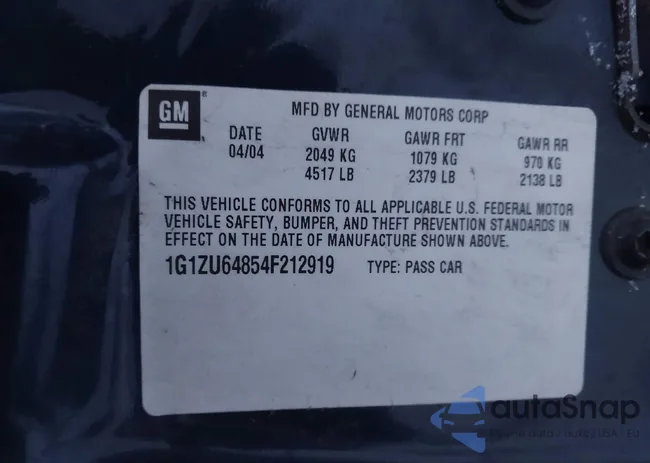 GM
MFD BY GENERAL MOTORS CORP
DATE GVWR GAWR FRT GAWR RR
04/04 2049 KG 1079 KG 970 KG
4517 LB 2379 LB 2138 LB
THIS VEHICLE CONFORMS TO ALL APPLICABLE U.S. FEDERAL MOTOR
VEHICLE SAFETY, BUMPER, AND THEFT PREVENTION STANDARDS IN
EFFECT ON THE DATE OF MANUFACTURE SHOWN ABOVE.
1G1ZU64854F212919 TYPE: PASS CAR
autoSnap